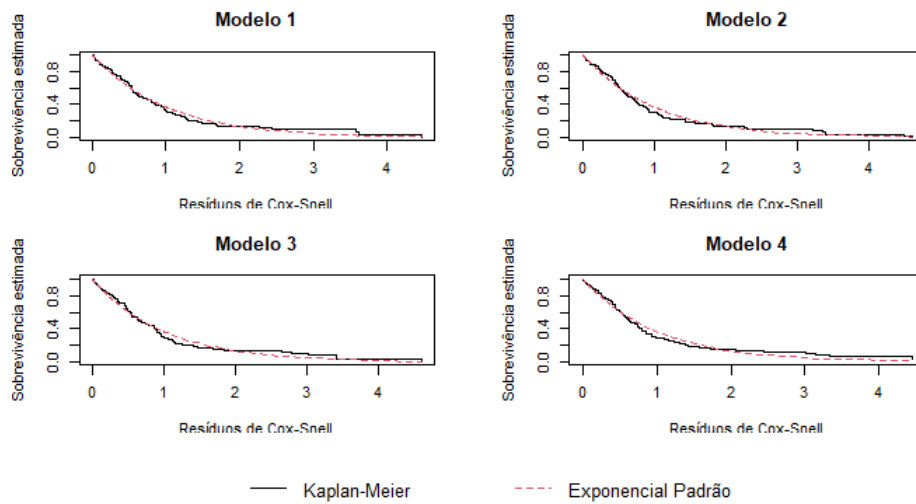 Modelo 1
Sobrevivência estimada
0.0 0.4 0.8
0 1 2 3 4
Resíduos de Cox-Snell
Modelo 2
Sobrevivência estimada
0.0 0.4 0.8
0 1 2 3 4
Resíduos de Cox-Snell
Modelo 3
Sobrevivência estimada
0.0 0.4 0.8
0 1 2 3 4
Resíduos de Cox-Snell
Modelo 4
Sobrevivência estimada
0.0 0.4 0.8
0 1 2 3 4
Resíduos de Cox-Snell
Kaplan-Meier
Exponencial Padrão